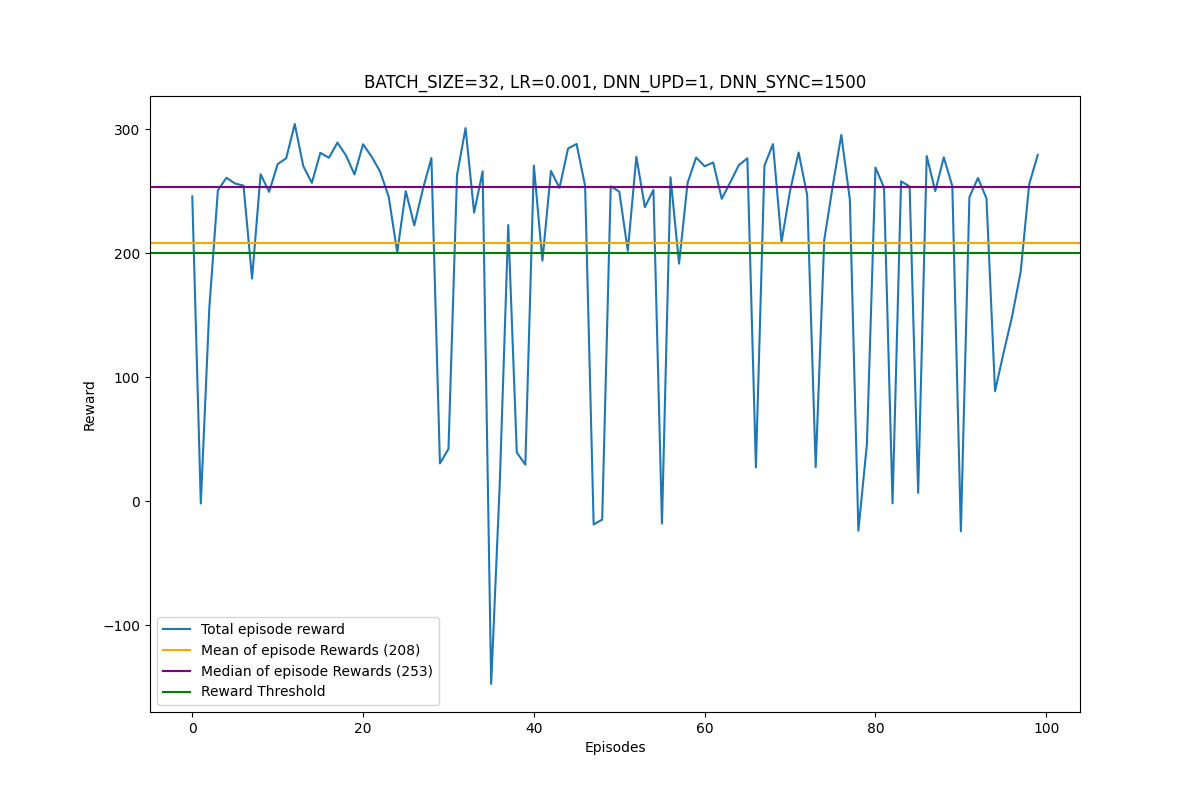 BATCH_SIZE=32, LR=0.001, DNN_UPD=1, DNN_SYNC=1500
300
200
100
0
−100
Reward
Total episode reward
Mean of episode Rewards (208)
Median of episode Rewards (253)
Reward Threshold
0 20 40 60 80 100
Episodes